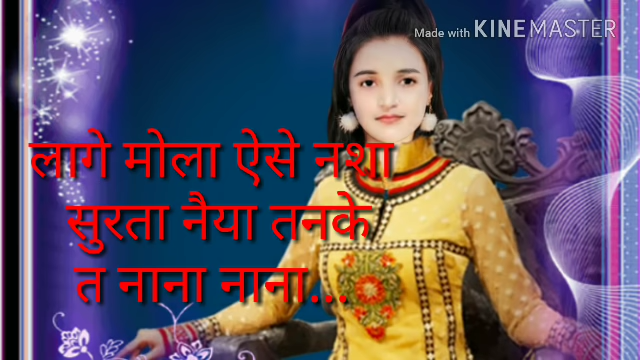 Made with KINEMASTER
लागे मोला ऐसे नशा
सुरता नैया तनके
त नाना नाना...